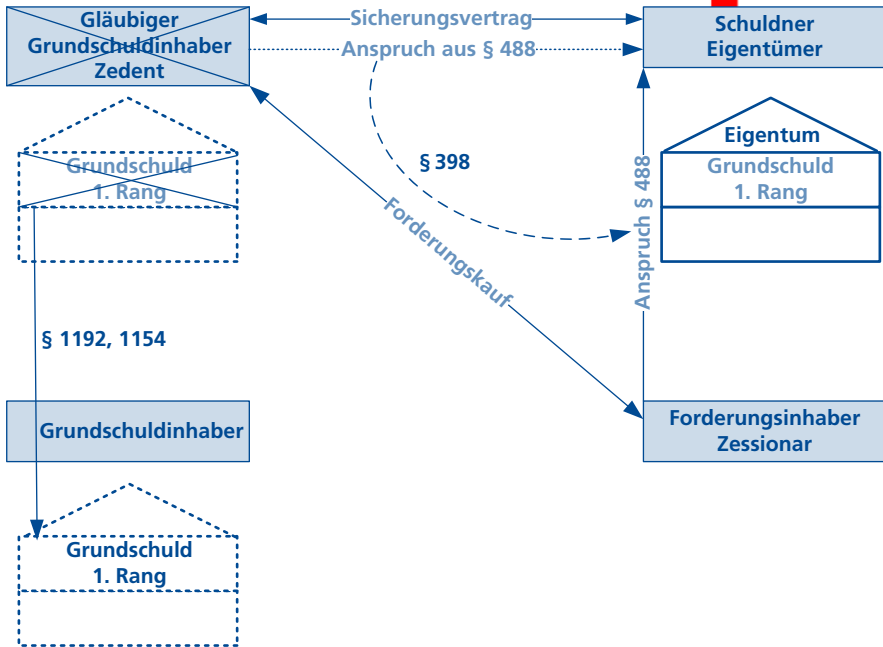 Gläubiger
Grundschuldinhaber
Zedent
Sicherungsvertrag
Anspruch aus § 488
Schuldner
Eigentümer
Grundschuld
1. Rang
§ 398
Forderungskauf
Anspruch § 488
Eigentum
Grundschuld
1. Rang
§ 1192, 1154
Grundschuldinhaber
Forderungsinhaber
Zessionar
Grundschuld
1. Rang